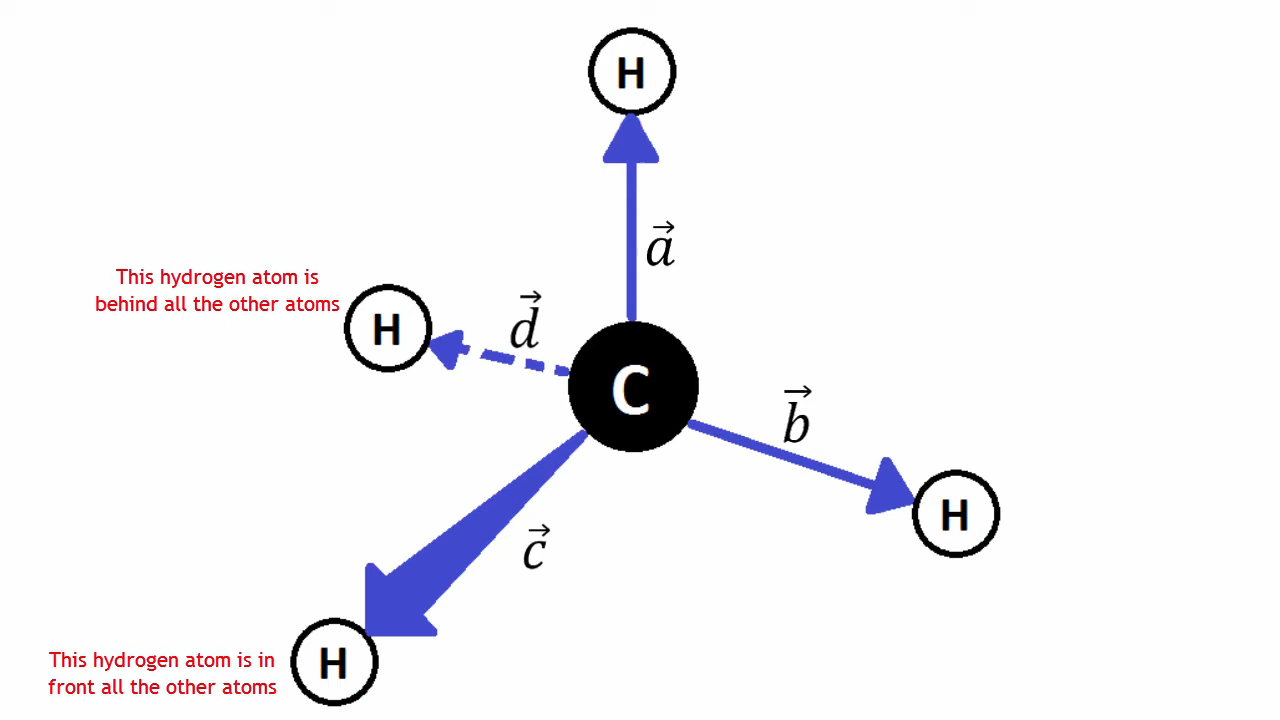 H
a⃗
This hydrogen atom is
behind all the other atoms
H
d⃗
C
b⃗
H
c⃗
H
This hydrogen atom is in
front all the other atoms